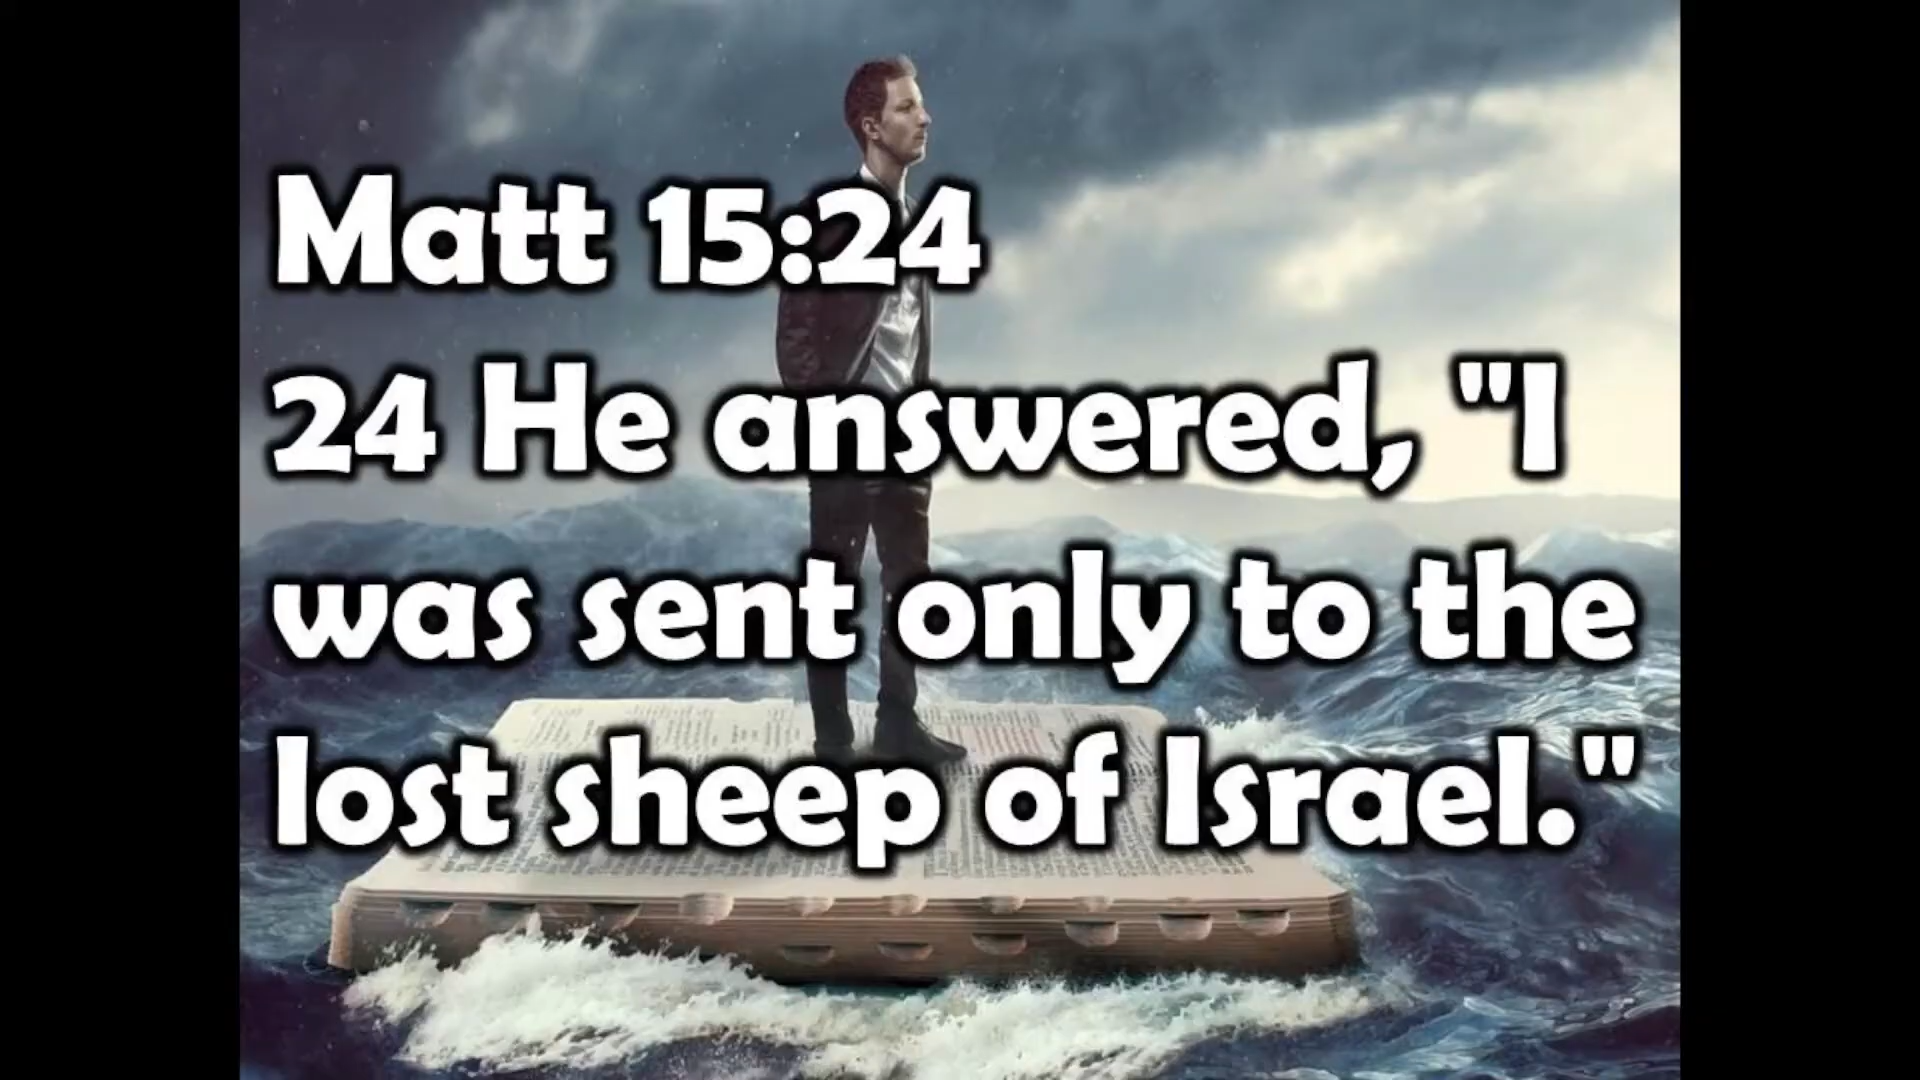 Matt 15:24
24 He answered, "I
was sent only to the
lost sheep of Israel."